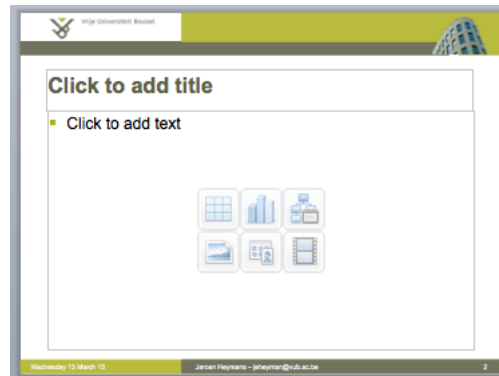 Vrije Universiteit Brussel
Click to add title
Click to add text
Wednesday 13 March 13 Jeroen Heymans – jeheyman@vub.ac.be 2